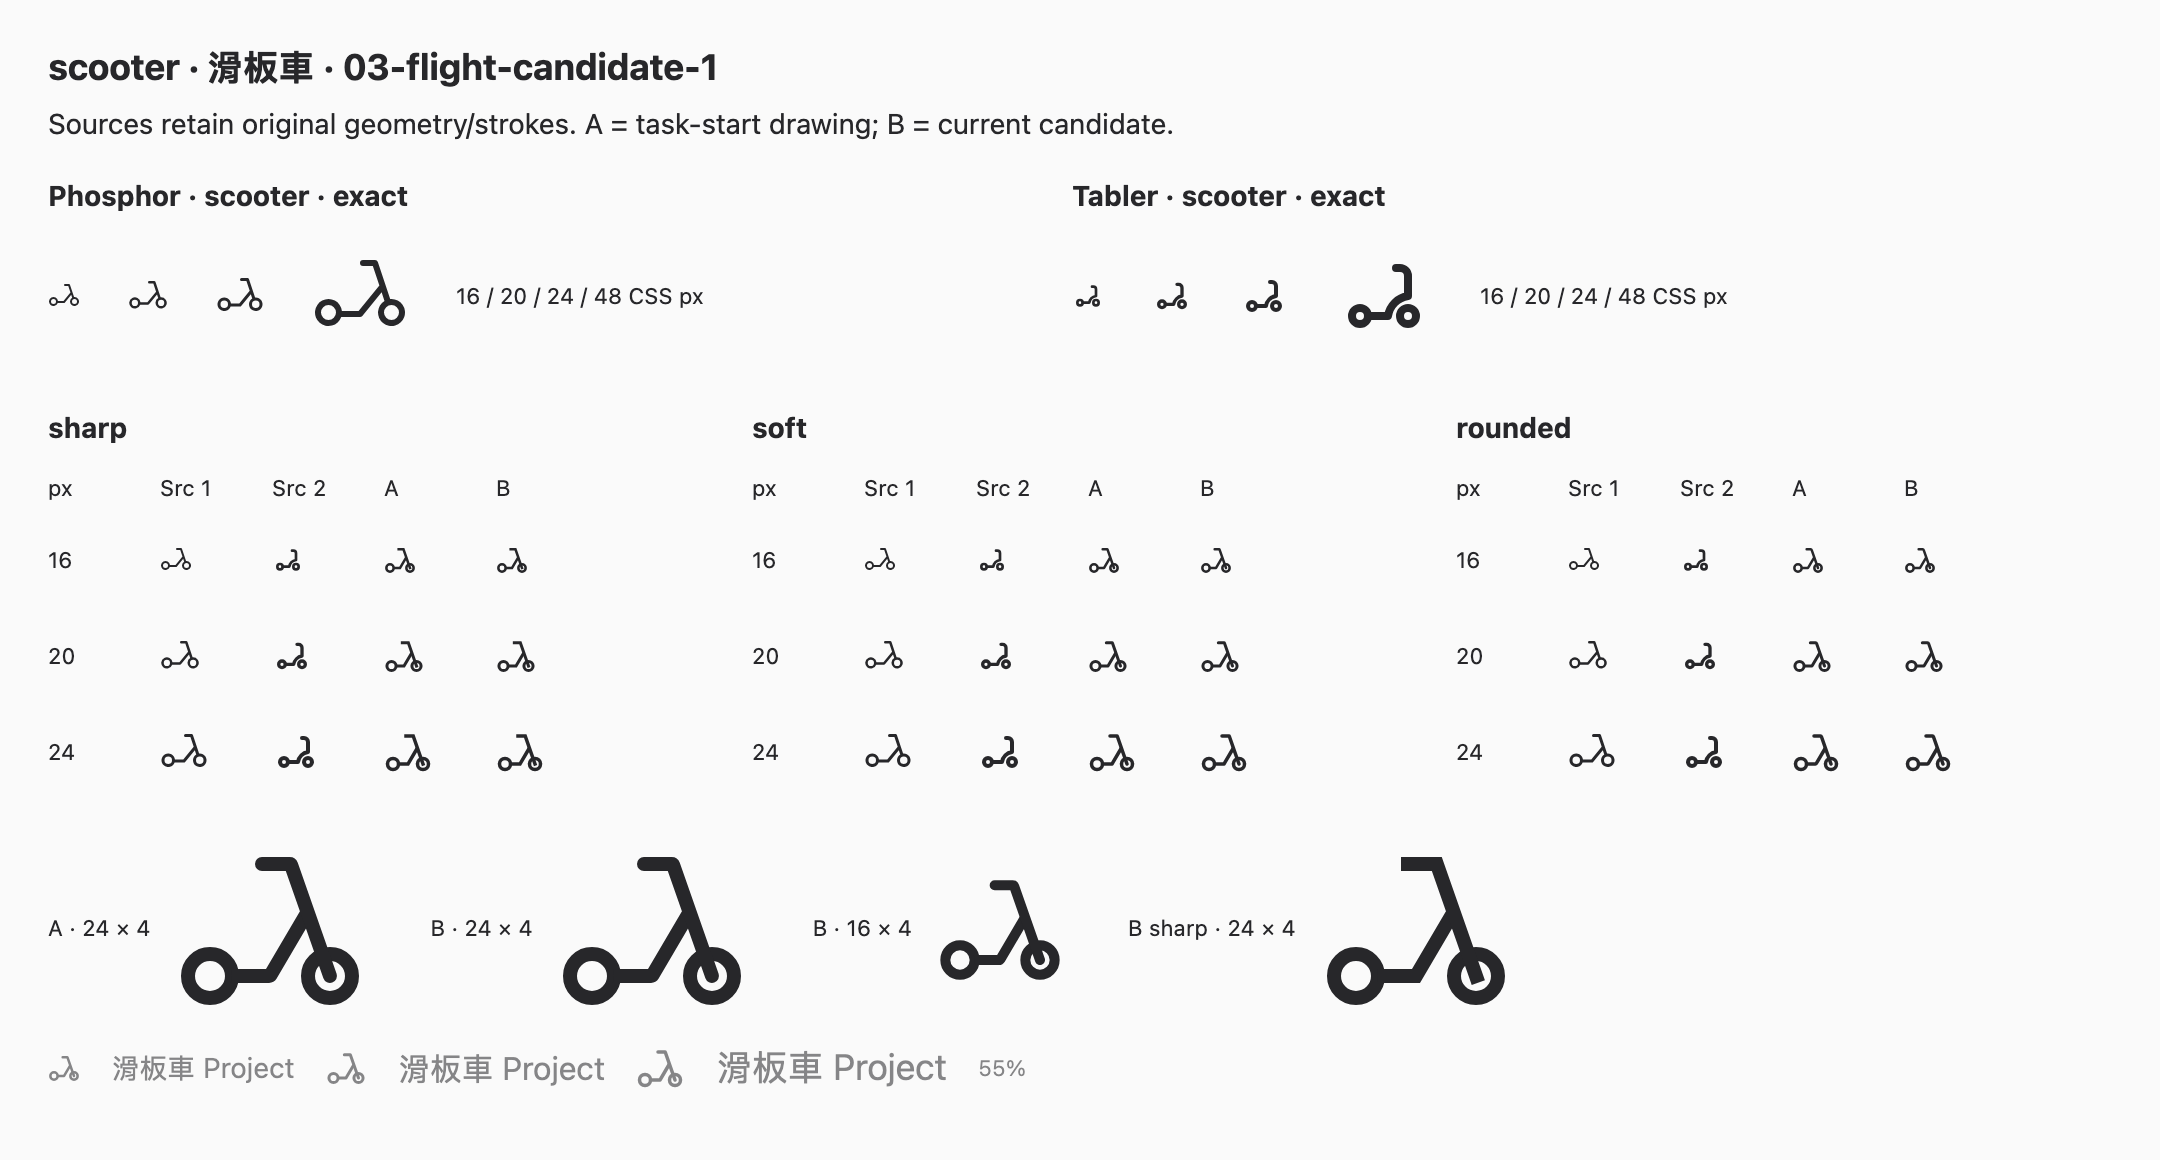 scooter · 滑板車 · 03-flight-candidate-1
Sources retain original geometry/strokes. A = task-start drawing; B = current candidate.
Phosphor · scooter · exact
16 / 20 / 24 / 48 CSS px
Tabler · scooter · exact
16 / 20 / 24 / 48 CSS px
sharp
px Src 1 Src 2 A B
16
20
24
soft
px Src 1 Src 2 A B
16
20
24
rounded
px Src 1 Src 2 A B
16
20
24
A · 24 × 4
B · 24 × 4
B · 16 × 4
B sharp · 24 × 4
滑板車 Project 滑板車 Project 滑板車 Project 55%